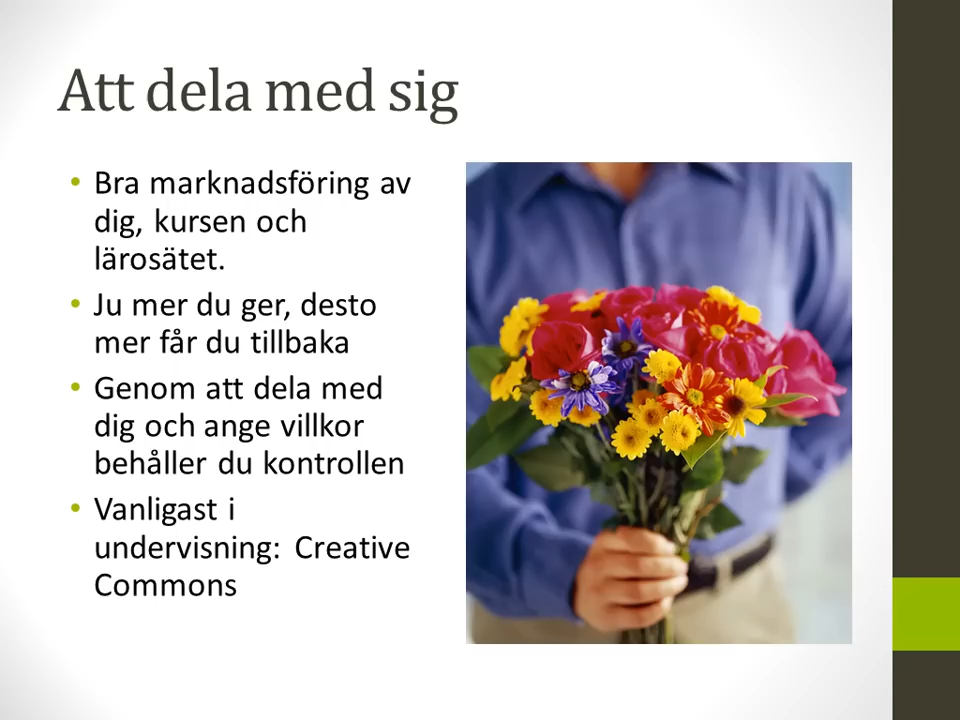 Att dela med sig
• Bra marknadsföring av
dig, kursen och
lärosätet.
• Ju mer du ger, desto
mer får du tillbaka
• Genom att dela med
dig och ange villkor
behåller du kontrollen
• Vanligast i
undervisning: Creative
Commons